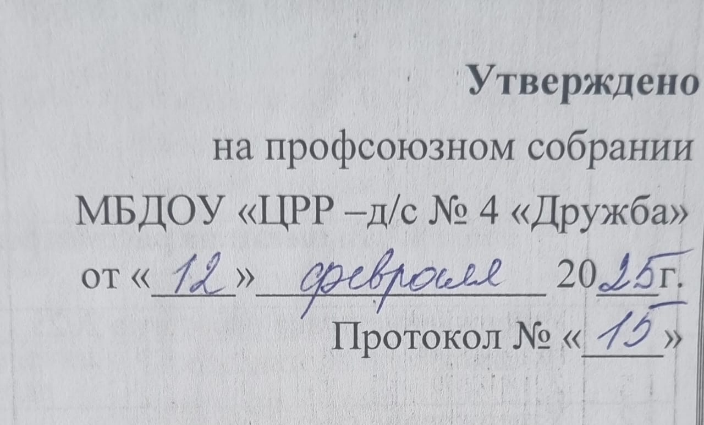 Утверждено
на профсоюзном собрании
МБДОУ «ЦРР –д/с № 4 «Дружба»
от «12» февраля 2025г.
Протокол № «15»